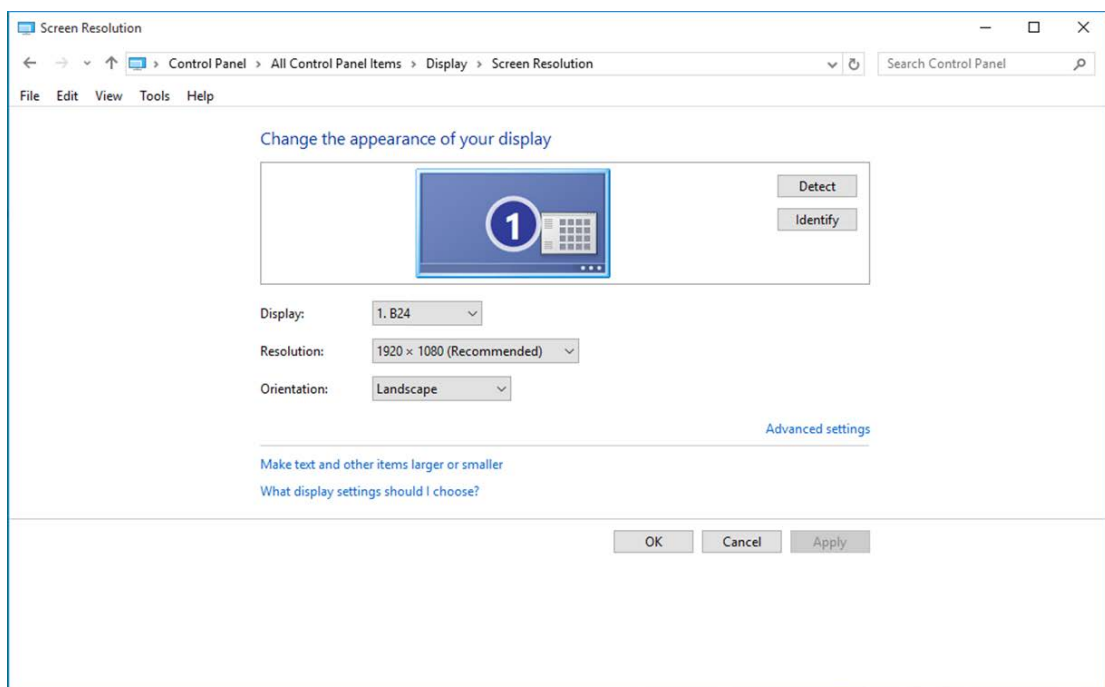 Screen Resolution
Control Panel > All Control Panel Items > Display > Screen Resolution
Search Control Panel
File Edit View Tools Help
Change the appearance of your display
1
Detect
Identify
Display: 1. B24
Resolution: 1920 × 1080 (Recommended)
Orientation: Landscape
Advanced settings
Make text and other items larger or smaller
What display settings should I choose?
OK Cancel Apply